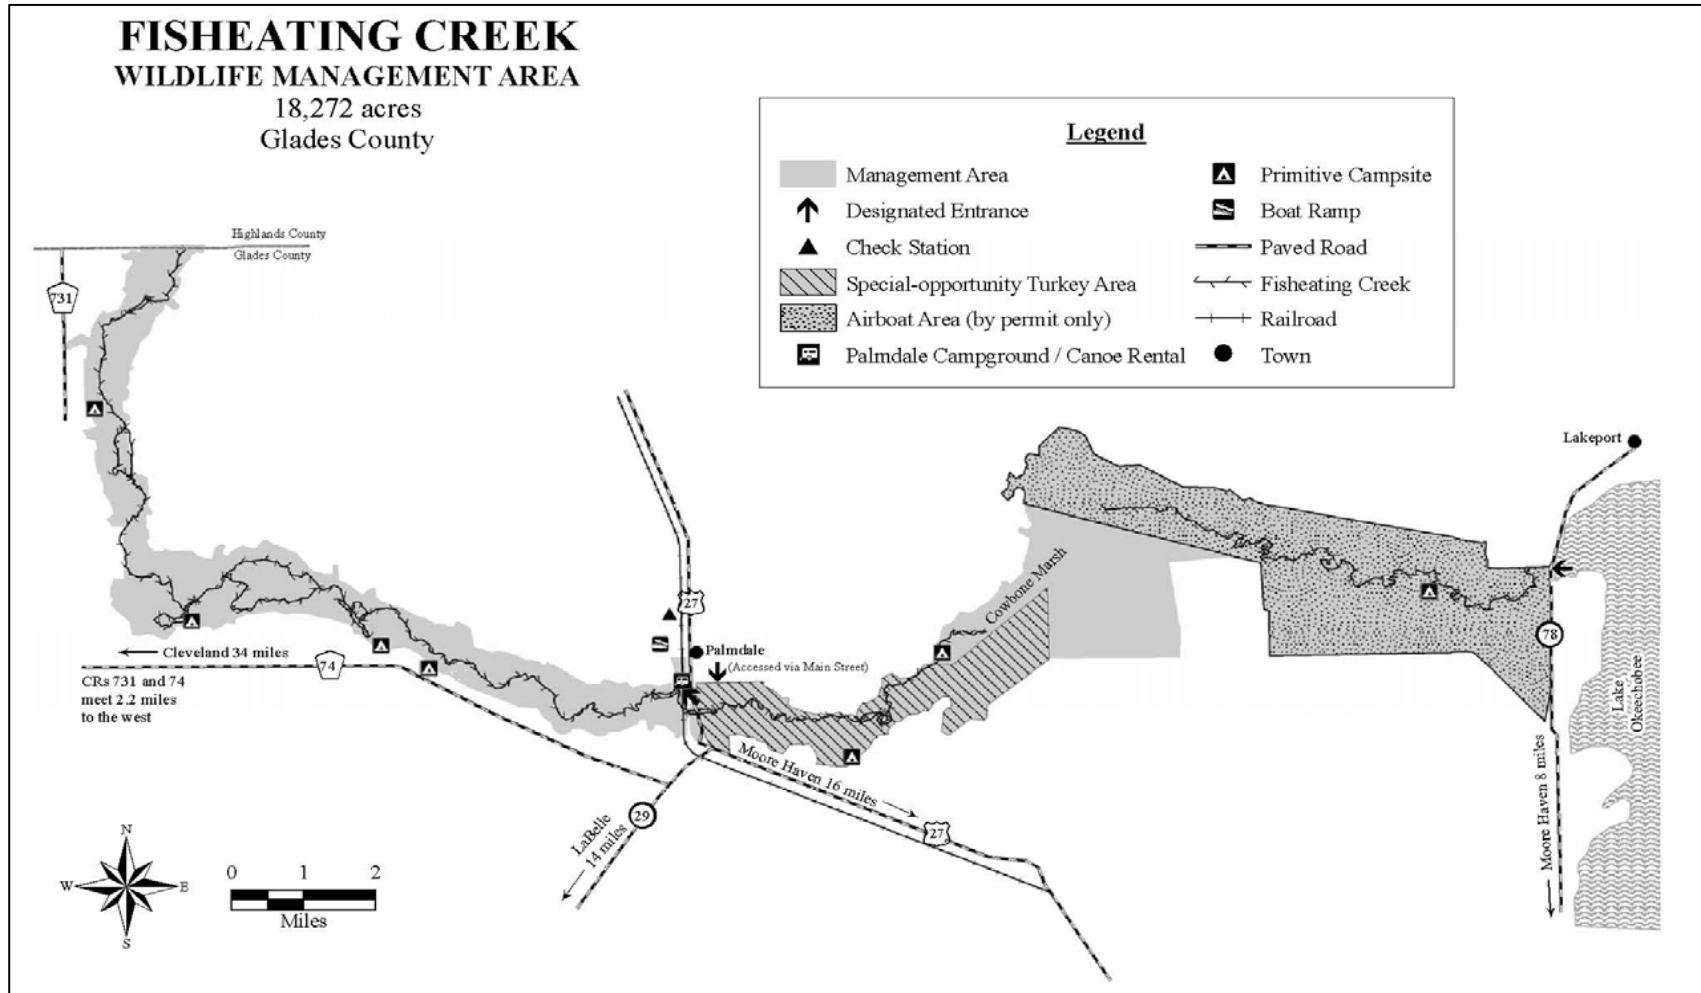 FISHEATING CREEK
WILDLIFE MANAGEMENT AREA
18,272 acres
Glades County
Legend
Management Area
Designated Entrance
Check Station
Special-opportunity Turkey Area
Airboat Area (by permit only)
Palmdale Campground / Canoe Rental
Primitive Campsite
Boat Ramp
Paved Road
Fisheating Creek
Railroad
Town
Highlands County
Glades County
731
Lakeport
Cowbone Marsh
27
Palmdale
(Accessed via Main Street)
78
Cleveland 34 miles
74
CRs 731 and 74
meet 2.2 miles
to the west
Lake
Okeechobee
Moore Haven 16 miles
27
29
LaBelle
14 miles
Moore Haven 8 miles
N
W
E
S
0 1 2
Miles